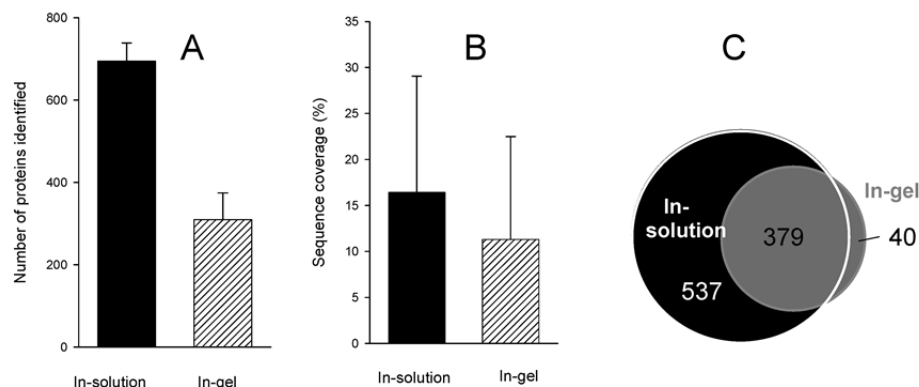 A
Number of proteins identified
800
600
400
200
0
In-solution
In-gel
B
Sequence coverage (%)
35
30
25
20
15
10
5
0
In-solution
In-gel
C
In-
solution
537
379
In-gel
40